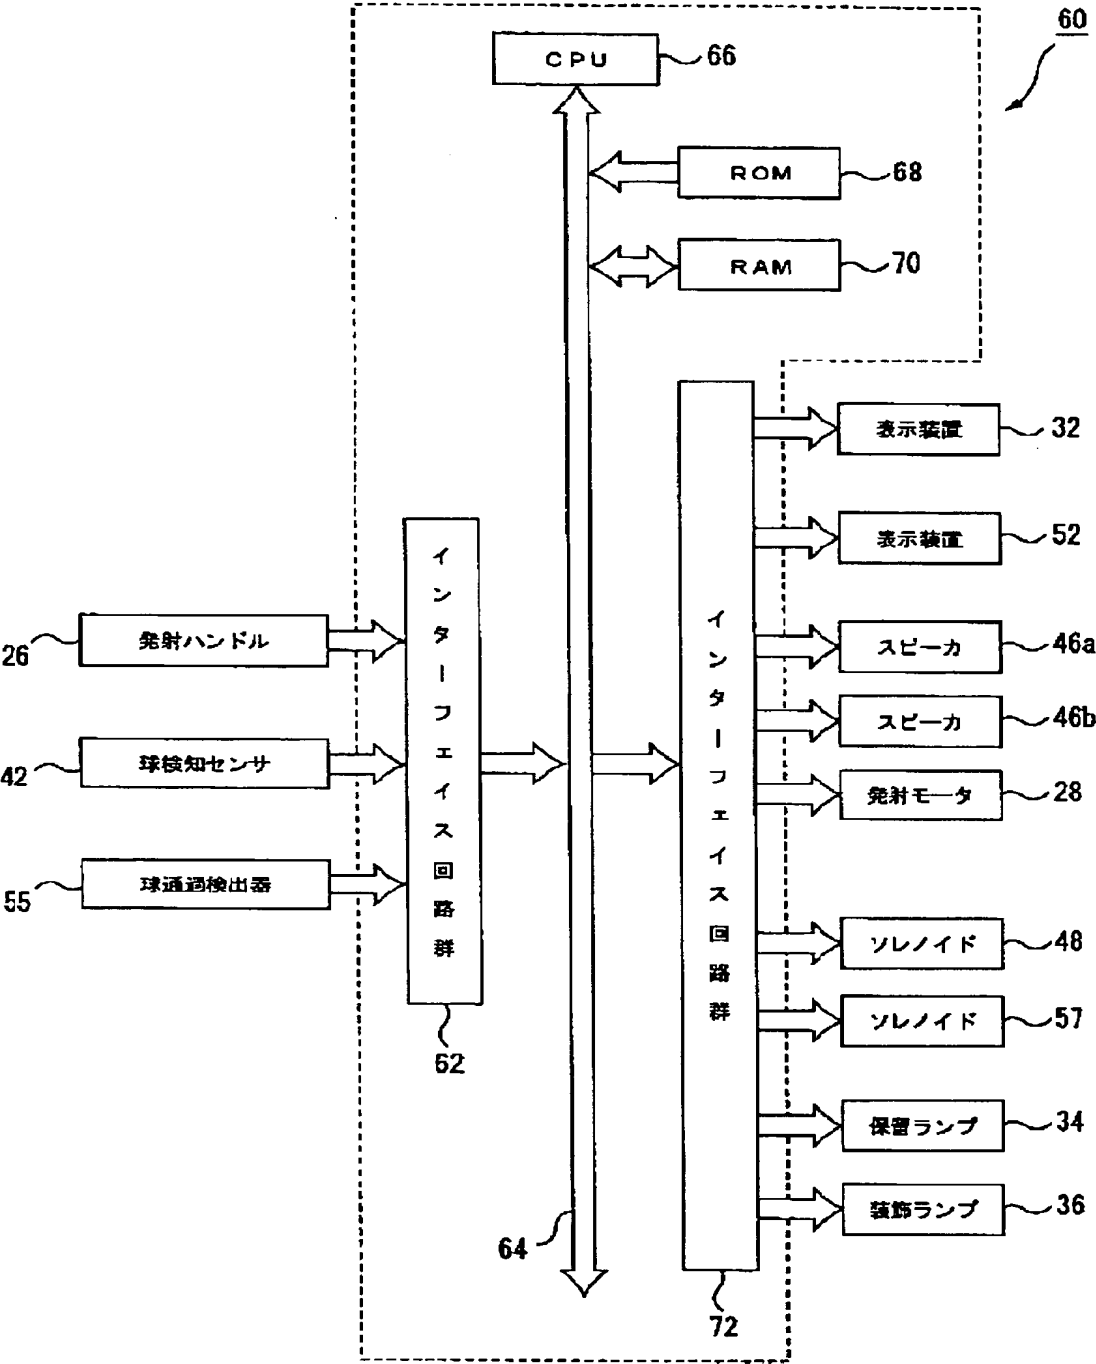 60
CPU
66
ROM
68
RAM
70
表示装置
32
表示装置
52
インターフェイス回路群
インターフェイス回路群
発射ハンドル
26
スピーカ
46a
スピーカ
46b
球検知センサ
42
発射モータ
28
球通過検出器
55
ソレノイド
48
ソレノイド
57
62
保留ランプ
34
装飾ランプ
36
64
72